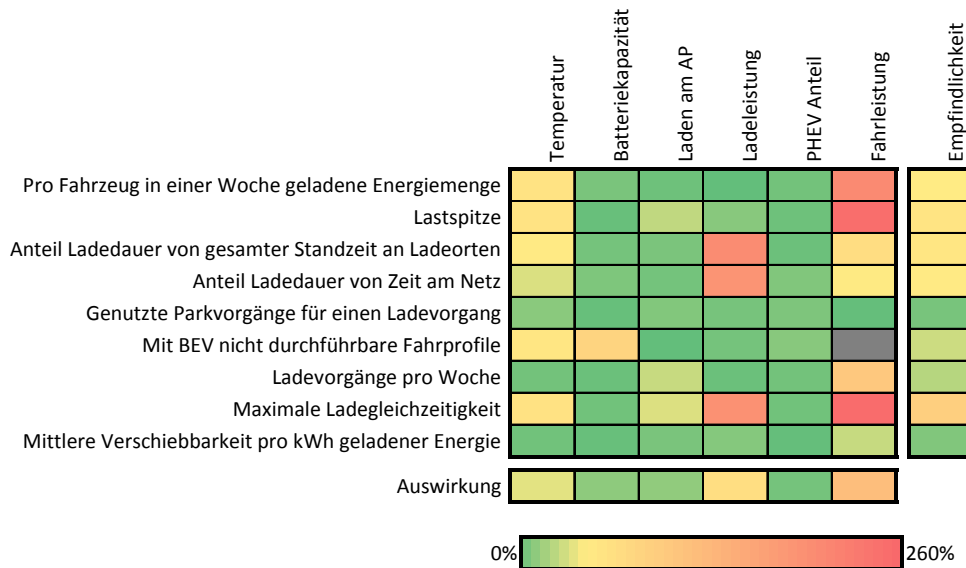 Temperatur
Batteriekapazität
Laden am AP
Ladeleistung
PHEV Anteil
Fahrleistung
Empfindlichkeit
Pro Fahrzeug in einer Woche geladene Energiemenge
Lastspitze
Anteil Ladedauer von gesamter Standzeit an Ladeorten
Anteil Ladedauer von Zeit am Netz
Genutzte Parkvorgänge für einen Ladevorgang
Mit BEV nicht durchführbare Fahrprofile
Ladevorgänge pro Woche
Maximale Ladegleichzeitigkeit
Mittlere Verschiebbarkeit pro kWh geladener Energie
Auswirkung
0% 260%